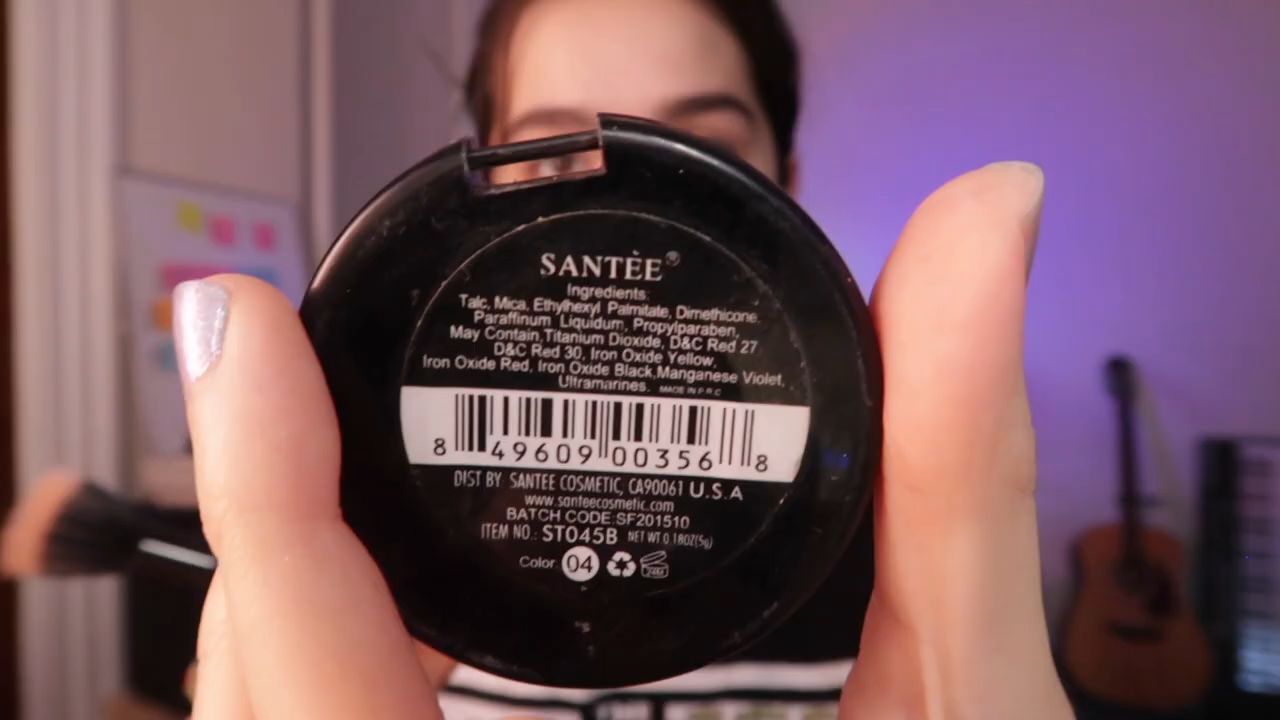 SANTÈE®
Ingredients:
Talc, Mica, Ethylhexyl Palmitate, Dimethicone,
Paraffinum Liquidum, Propylparaben,
May Contain,Titanium Dioxide, D&C Red 27
D&C Red 30, Iron Oxide Yellow,
Iron Oxide Red, Iron Oxide Black,Manganese Violet,
Ultramarines. MADE IN P.R.C
8 49609 00356 8
DIST BY SANTEE COSMETIC, CA90061 U.S.A
www.santeecosmetic.com
BATCH CODE:SF201510
ITEM NO.: ST045B NET WT 0.18OZ(5g)
Color: 04 24M